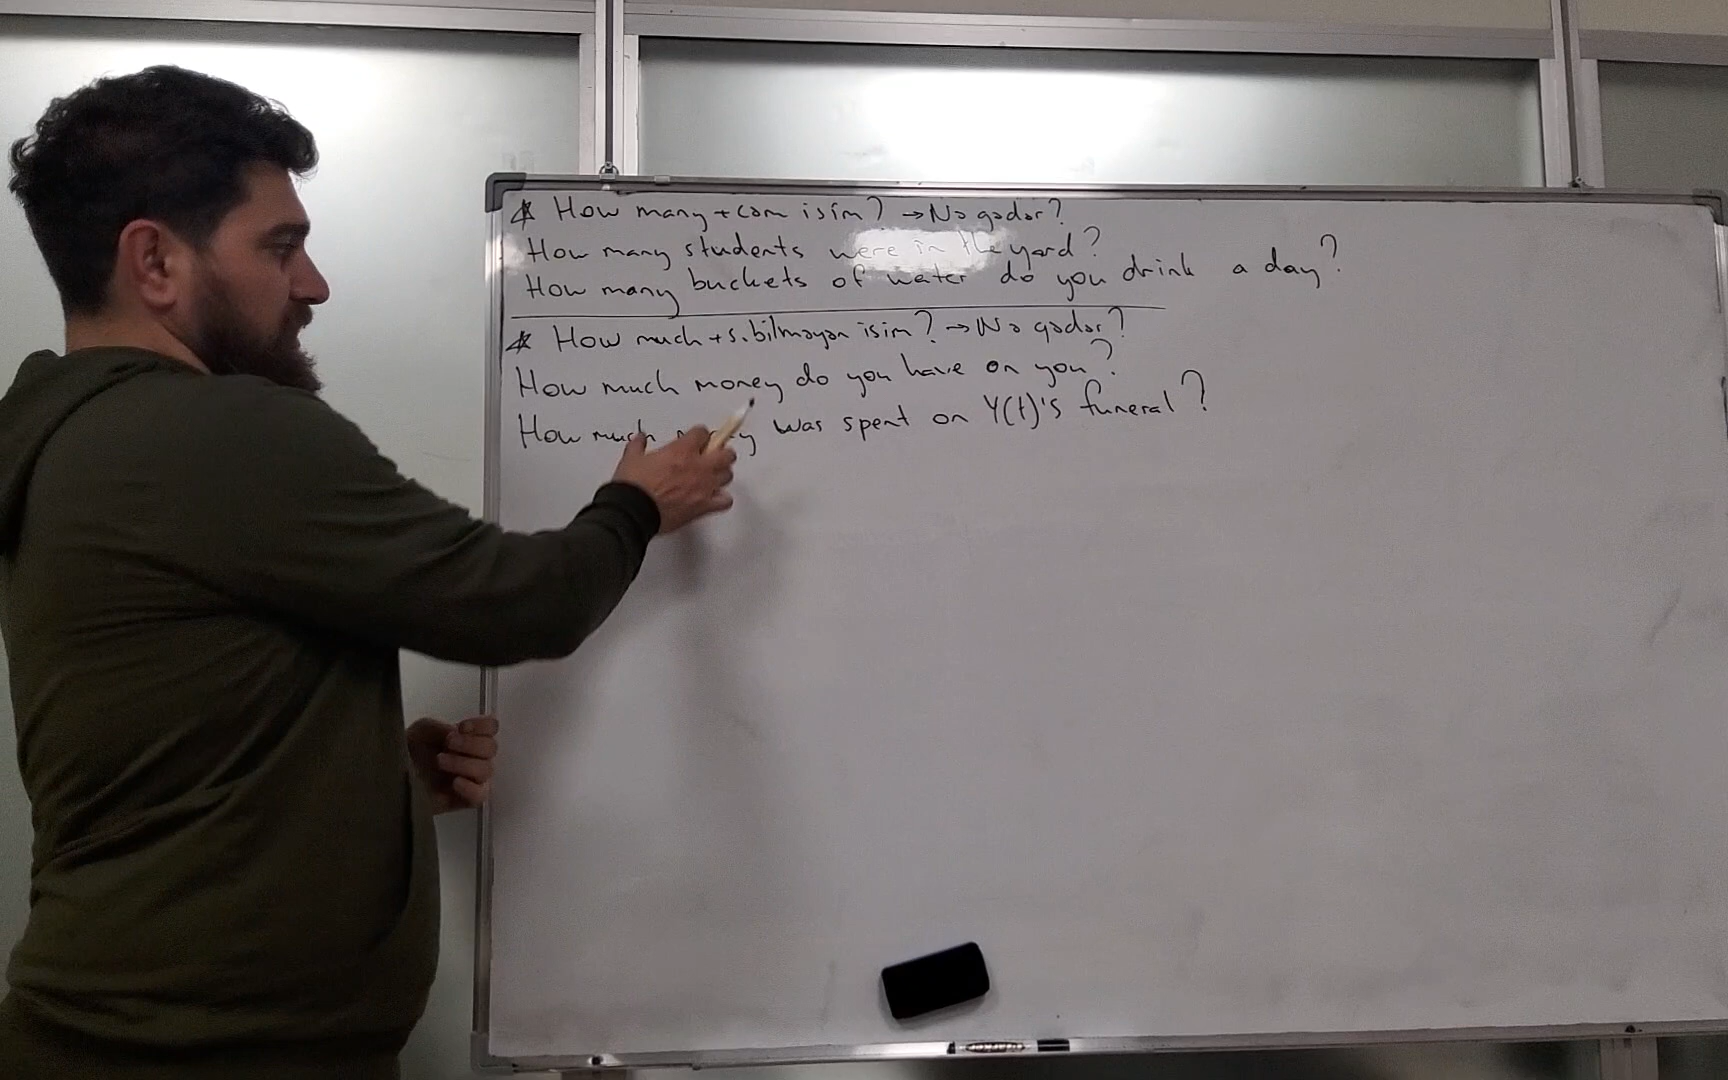 * How many + cəm isim? → Nə qədər?
How many students were in the yard?
How many buckets of water do you drink a day?
* How much + s. bilməyən isim? → Nə qədər?
How much money do you have on you?
How much money was spent on Y(t)'s funeral?